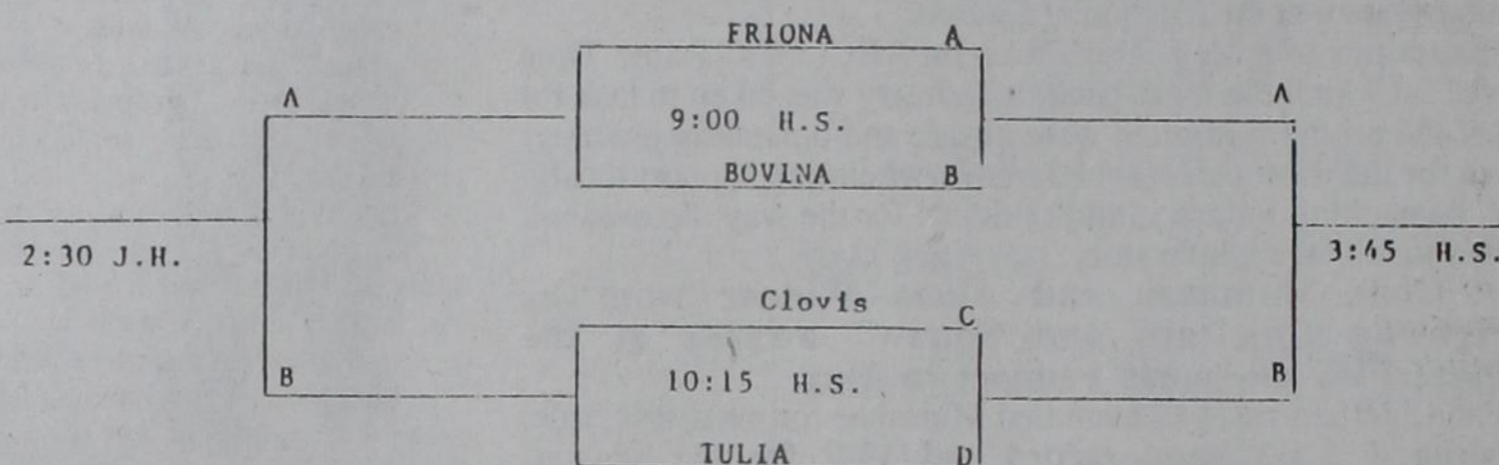 FRIONA A
A A
9:00 H.S.
BOVINA B
2:30 J.H. 3:45 H.S.
Clovis C
B B
10:15 H.S.
TULIA D